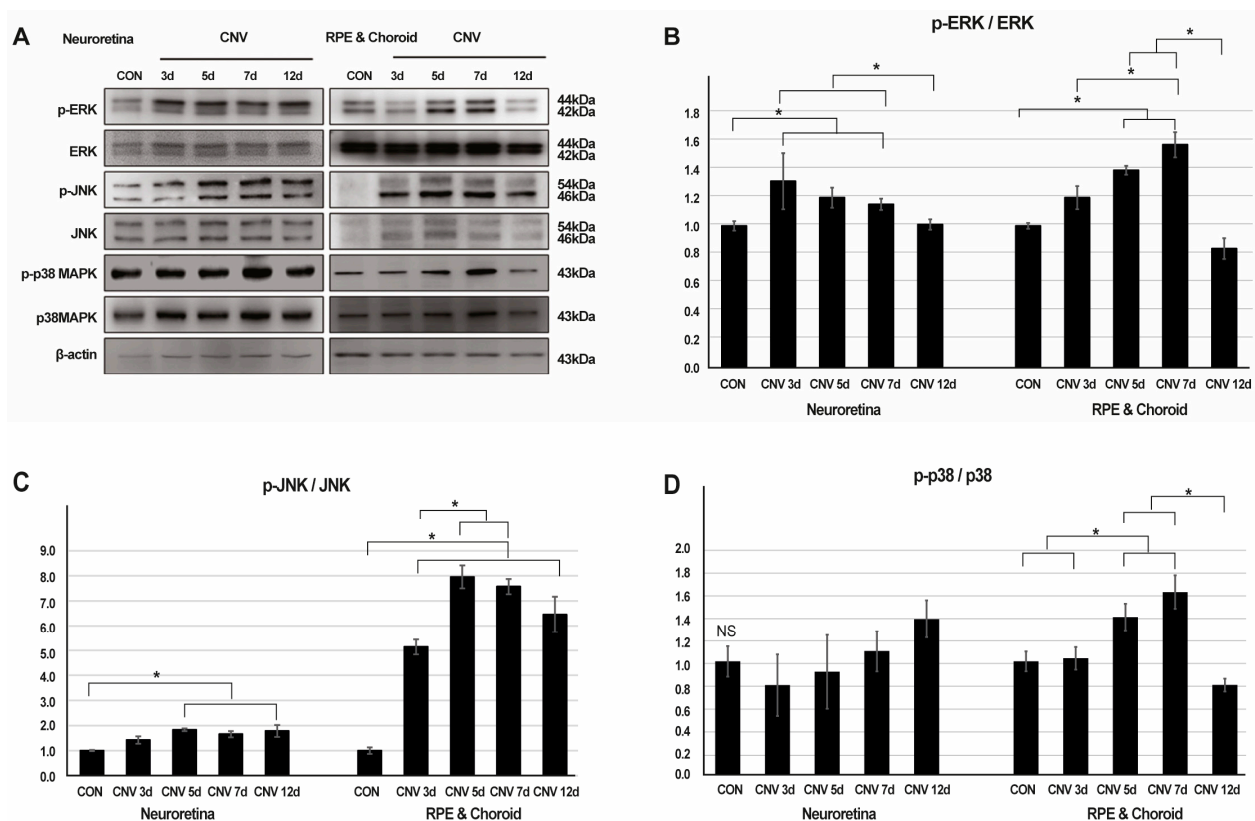 A
Neuroretina CNV RPE & Choroid CNV
CON 3d 5d 7d 12d CON 3d 5d 7d 12d
p-ERK 44kDa
42kDa
ERK 44kDa
42kDa
p-JNK 54kDa
46kDa
JNK 54kDa
46kDa
p-p38 MAPK 43kDa
p38MAPK 43kDa
β-actin 43kDa
B
p-ERK / ERK
* * * * *
1.8
1.6
1.4
1.2
1.0
0.8
0.6
0.4
0.2
0.0
CON CNV 3d CNV 5d CNV 7d CNV 12d CON CNV 3d CNV 5d CNV 7d CNV 12d
Neuroretina RPE & Choroid
C
p-JNK / JNK
* * *
9.0
8.0
7.0
6.0
5.0
4.0
3.0
2.0
1.0
0.0
CON CNV 3d CNV 5d CNV 7d CNV 12d CON CNV 3d CNV 5d CNV 7d CNV 12d
Neuroretina RPE & Choroid
D
p-p38 / p38
* *
2.0
1.8
1.6
1.4
1.2
1.0
0.8
0.6
0.4
0.2
0.0
NS
CON CNV 3d CNV 5d CNV 7d CNV 12d CON CNV 3d CNV 5d CNV 7d CNV 12d
Neuroretina RPE & Choroid